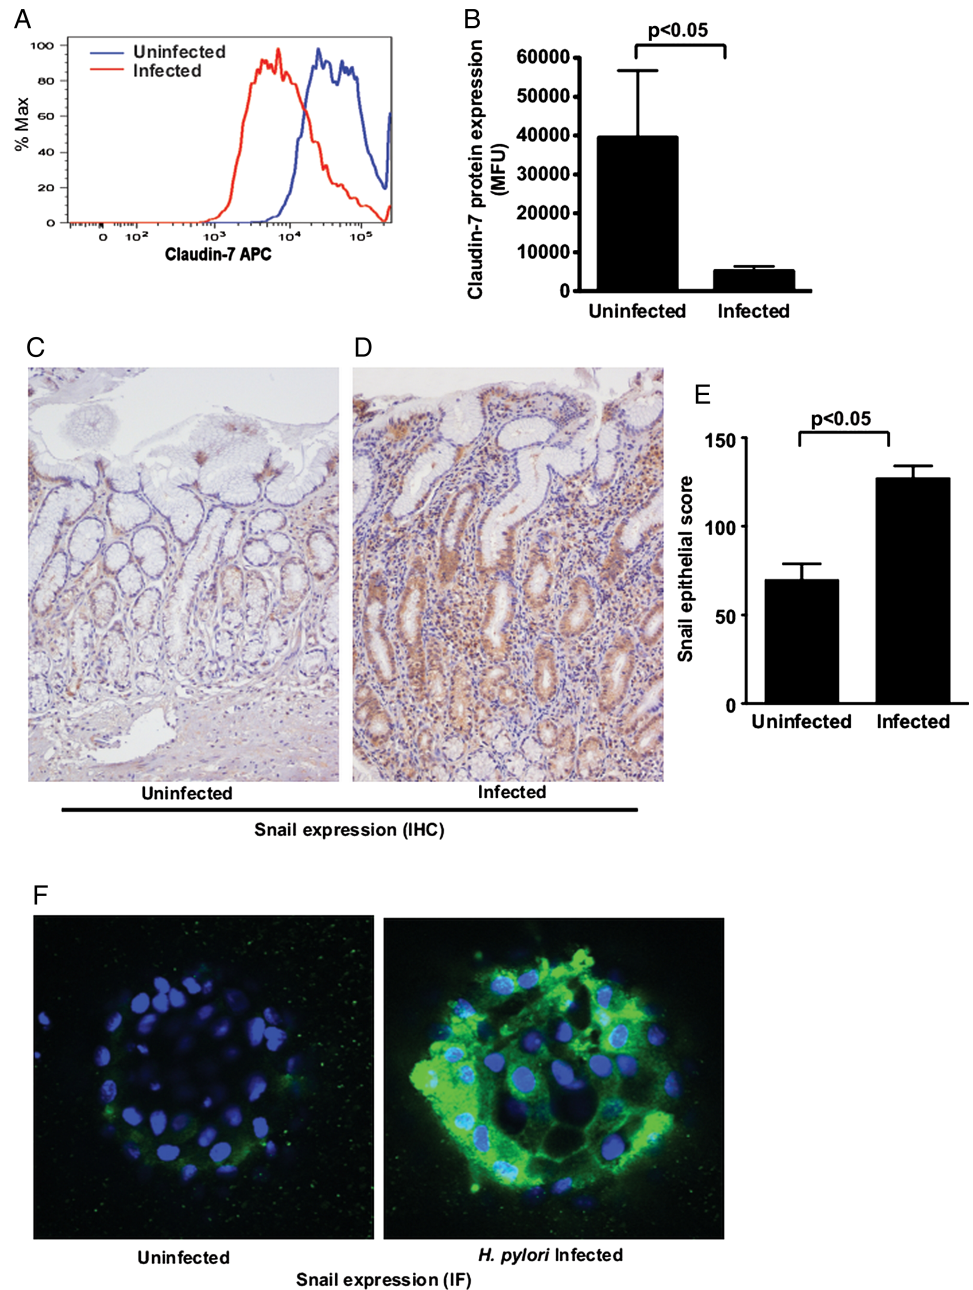 A
Uninfected
Infected
100
80
60
40
20
0
% Max
0
10²
10³
10⁴
10⁵
Claudin-7 APC
B
p<0.05
60000
50000
40000
30000
20000
10000
0
Claudin-7 protein expression
(MFU)
Uninfected
Infected
C
D
Uninfected
Infected
Snail expression (IHC)
E
p<0.05
150
100
50
0
Snail epithelial score
Uninfected
Infected
F
Uninfected
H. pylori Infected
Snail expression (IF)